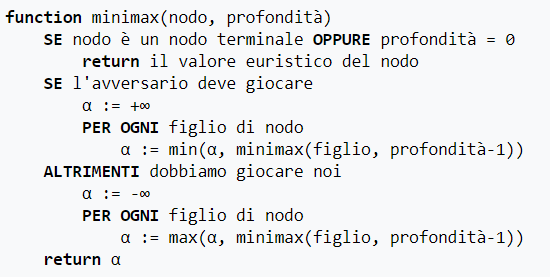 function minimax(nodo, profondità)
SE nodo è un nodo terminale OPPURE profondità = 0
return il valore euristico del nodo
SE l'avversario deve giocare
α := +∞
PER OGNI figlio di nodo
α := min(α, minimax(figlio, profondità-1))
ALTRIMENTI dobbiamo giocare noi
α := -∞
PER OGNI figlio di nodo
α := max(α, minimax(figlio, profondità-1))
return α